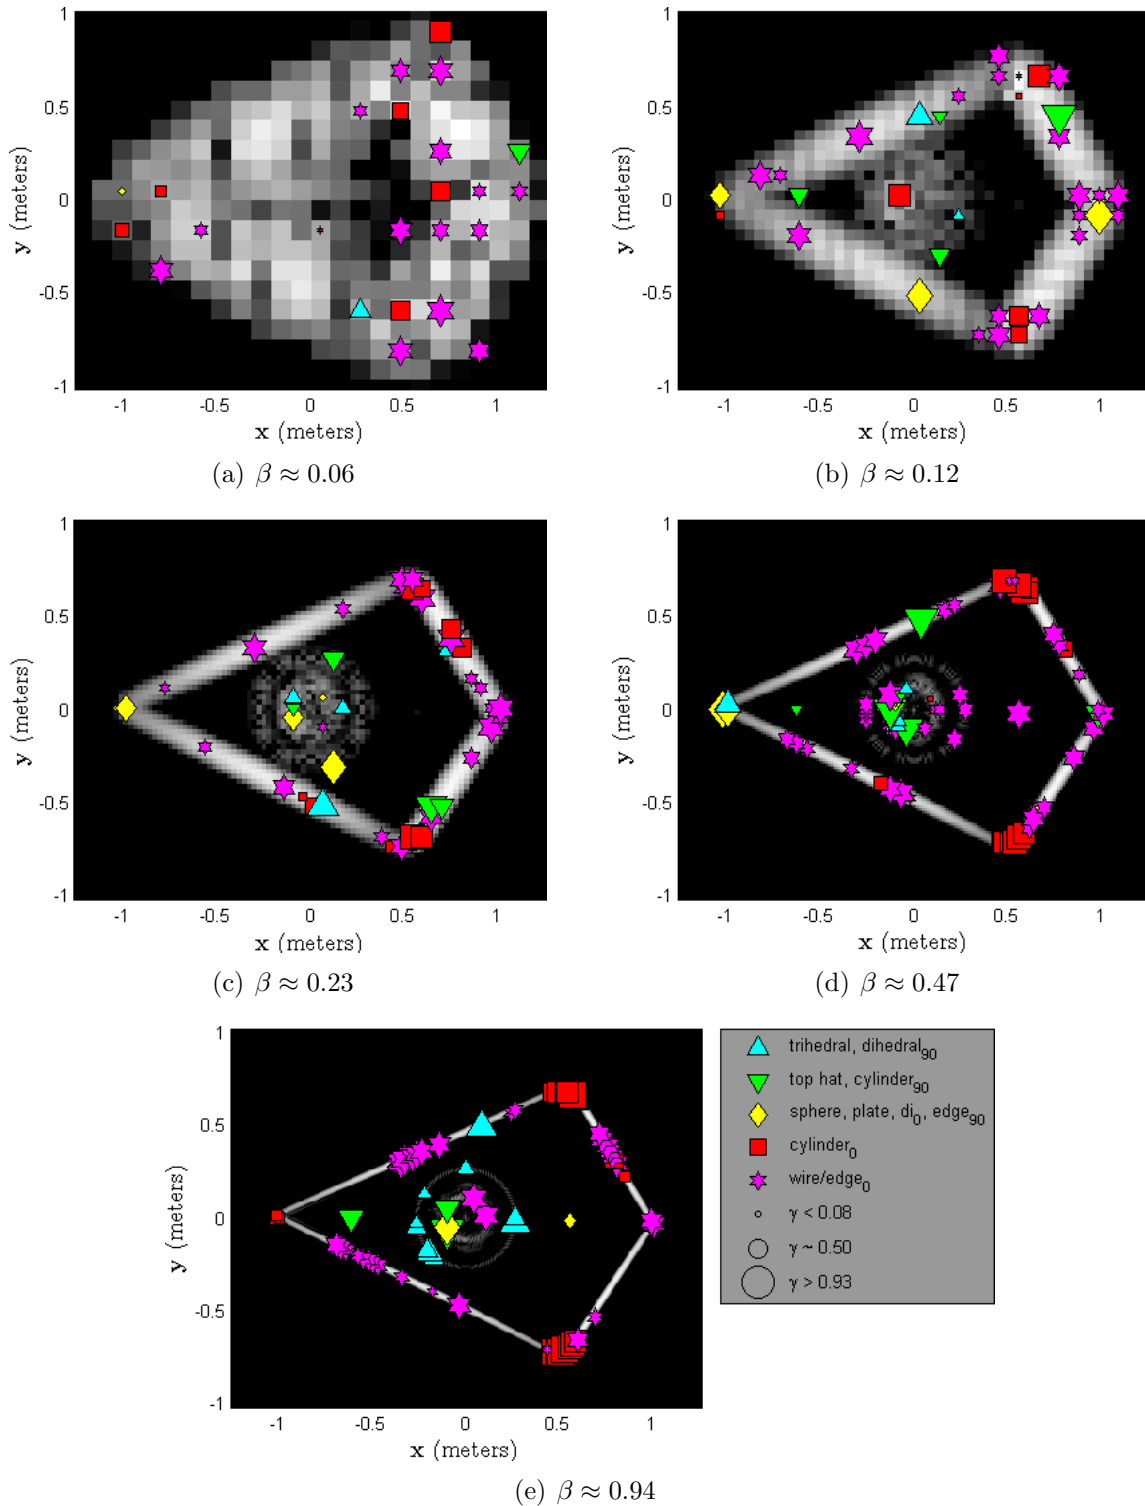 1
0.5
0
-0.5
-1
y (meters)
-1
-0.5
0
0.5
1
x (meters)
(a) β ≈ 0.06
1
0.5
0
-0.5
-1
y (meters)
-1
-0.5
0
0.5
1
x (meters)
(b) β ≈ 0.12
1
0.5
0
-0.5
-1
y (meters)
-1
-0.5
0
0.5
1
x (meters)
(c) β ≈ 0.23
1
0.5
0
-0.5
-1
y (meters)
-1
-0.5
0
0.5
1
x (meters)
(d) β ≈ 0.47
1
0.5
0
-0.5
-1
y (meters)
-1
-0.5
0
0.5
1
x (meters)
trihedral, dihedral₉₀
top hat, cylinder₉₀
sphere, plate, di₀, edge₉₀
cylinder₀
wire/edge₀
γ < 0.08
γ ~ 0.50
γ > 0.93
(e) β ≈ 0.94